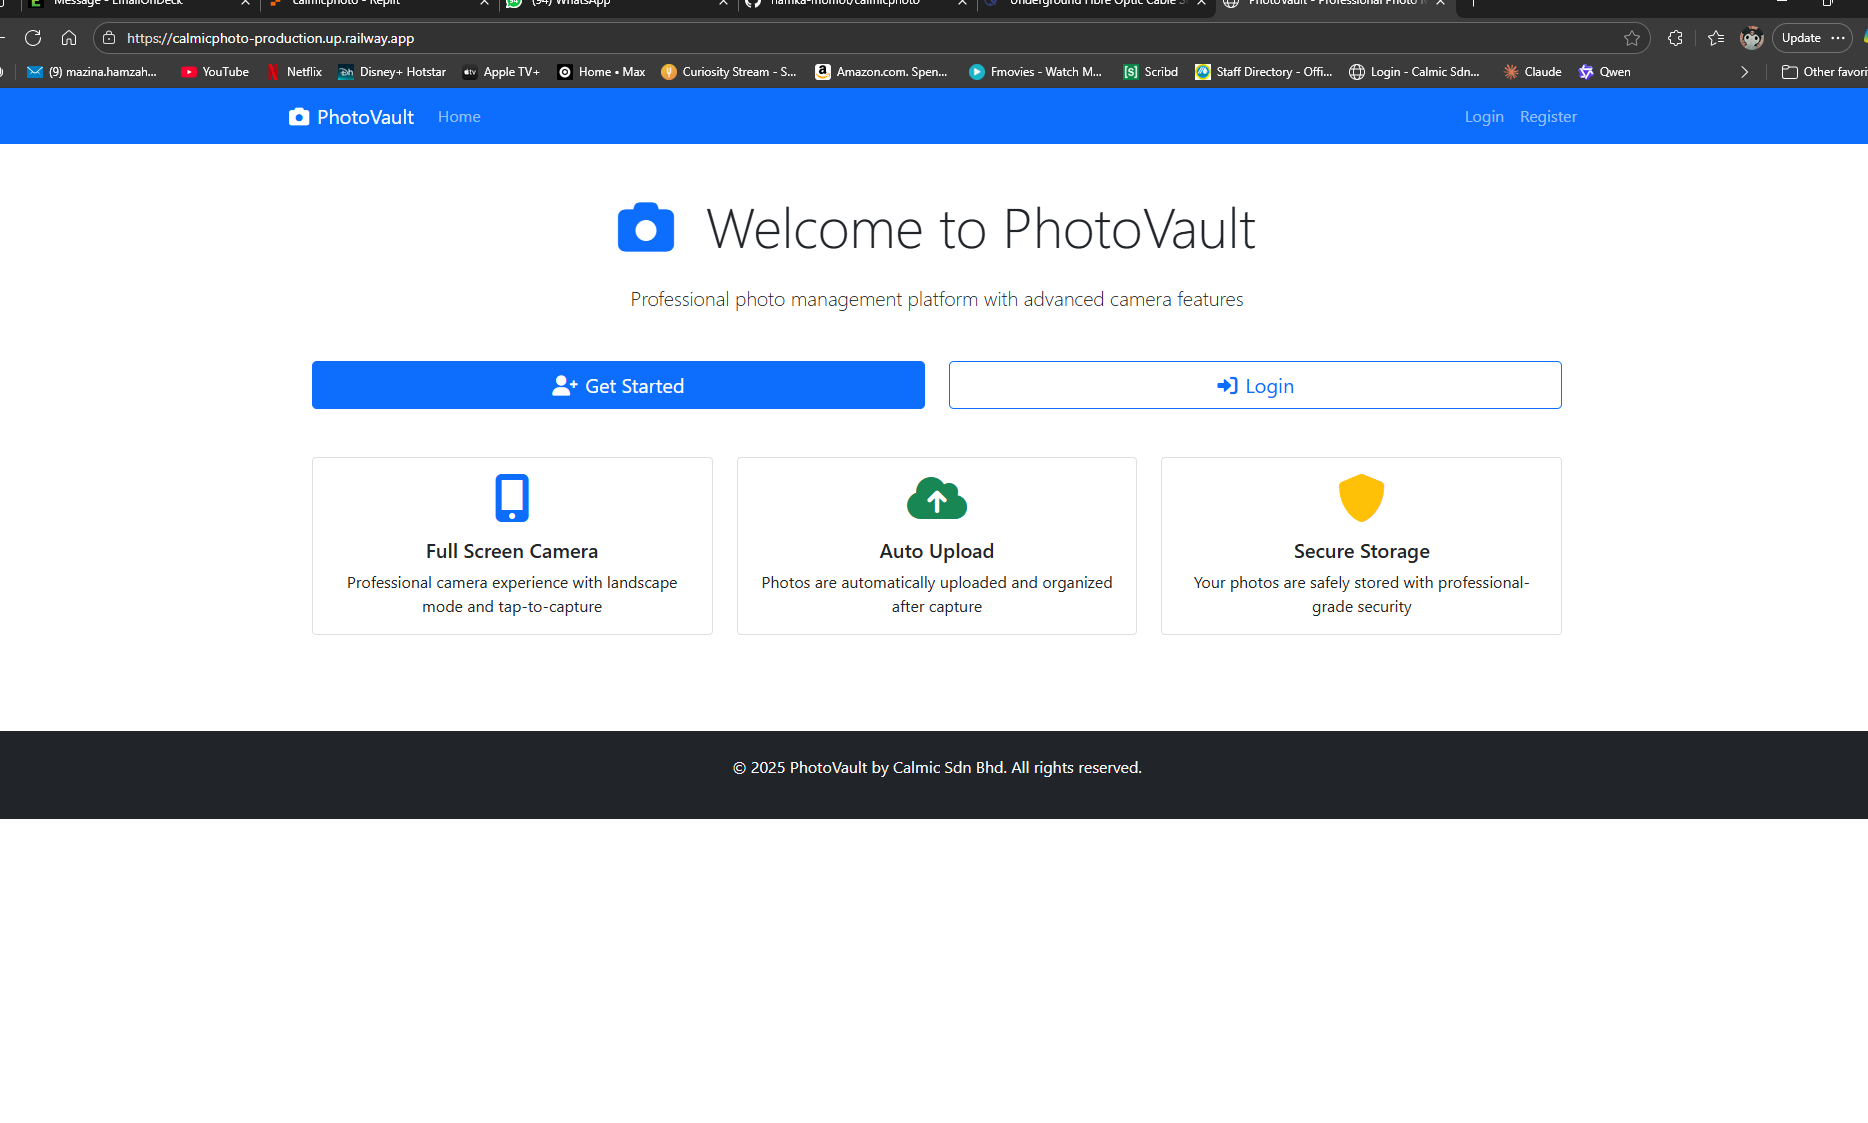 Message - EmailOnDeck
calmicphoto - Replit
(94) WhatsApp
hamka-momot/calmicphoto
Underground Fibre Optic Cable
PhotoVault - Professional Photo
https://calmicphoto-production.up.railway.app
Update
(9) mazina.hamzah...
YouTube
Netflix
Disney+ Hotstar
Apple TV+
Home • Max
Curiosity Stream - S...
Amazon.com. Spen...
Fmovies - Watch M...
Scribd
Staff Directory - Offi...
Login - Calmic Sdn...
Claude
Qwen
Other favori
PhotoVault
Home
Login
Register
Welcome to PhotoVault
Professional photo management platform with advanced camera features
Get Started
Login
Full Screen Camera
Professional camera experience with landscape
mode and tap-to-capture
Auto Upload
Photos are automatically uploaded and organized
after capture
Secure Storage
Your photos are safely stored with professional-
grade security
© 2025 PhotoVault by Calmic Sdn Bhd. All rights reserved.